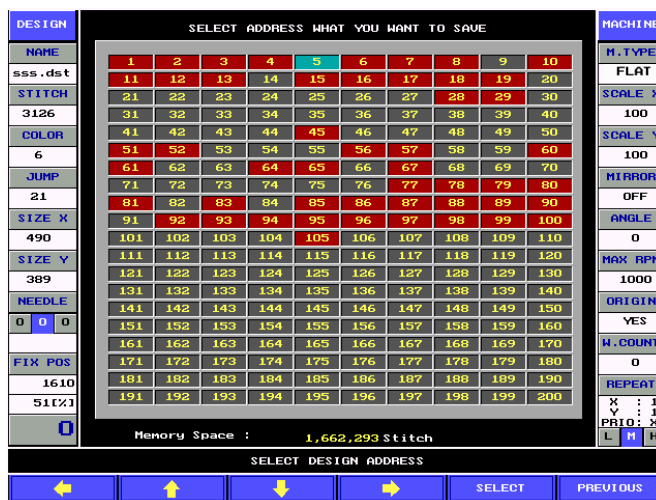 DESIGN
SELECT ADDRESS WHAT YOU WANT TO SAVE
MACHINE
NAME
sss.dst
STITCH
3126
COLOR
6
JUMP
21
SIZE X
490
SIZE Y
389
NEEDLE
0 0 0
FIX POS
1610
51[%]
0
1 2 3 4 5 6 7 8 9 10
11 12 13 14 15 16 17 18 19 20
21 22 23 24 25 26 27 28 29 30
31 32 33 34 35 36 37 38 39 40
41 42 43 44 45 46 47 48 49 50
51 52 53 54 55 56 57 58 59 60
61 62 63 64 65 66 67 68 69 70
71 72 73 74 75 76 77 78 79 80
81 82 83 84 85 86 87 88 89 90
91 92 93 94 95 96 97 98 99 100
101 102 103 104 105 106 107 108 109 110
111 112 113 114 115 116 117 118 119 120
121 122 123 124 125 126 127 128 129 130
131 132 133 134 135 136 137 138 139 140
141 142 143 144 145 146 147 148 149 150
151 152 153 154 155 156 157 158 159 160
161 162 163 164 165 166 167 168 169 170
171 172 173 174 175 176 177 178 179 180
181 182 183 184 185 186 187 188 189 190
191 192 193 194 195 196 197 198 199 200
Memory Space : 1,662,293 Stitch
M.TYPE
FLAT
SCALE X
100
SCALE Y
100
MIRROR
OFF
ANGLE
0
MAX RPM
1000
ORIGIN
YES
W.COUNT
0
REPEAT
X : 1
Y : 1
PRIO: X
L M H
SELECT DESIGN ADDRESS
SELECT
PREVIOUS